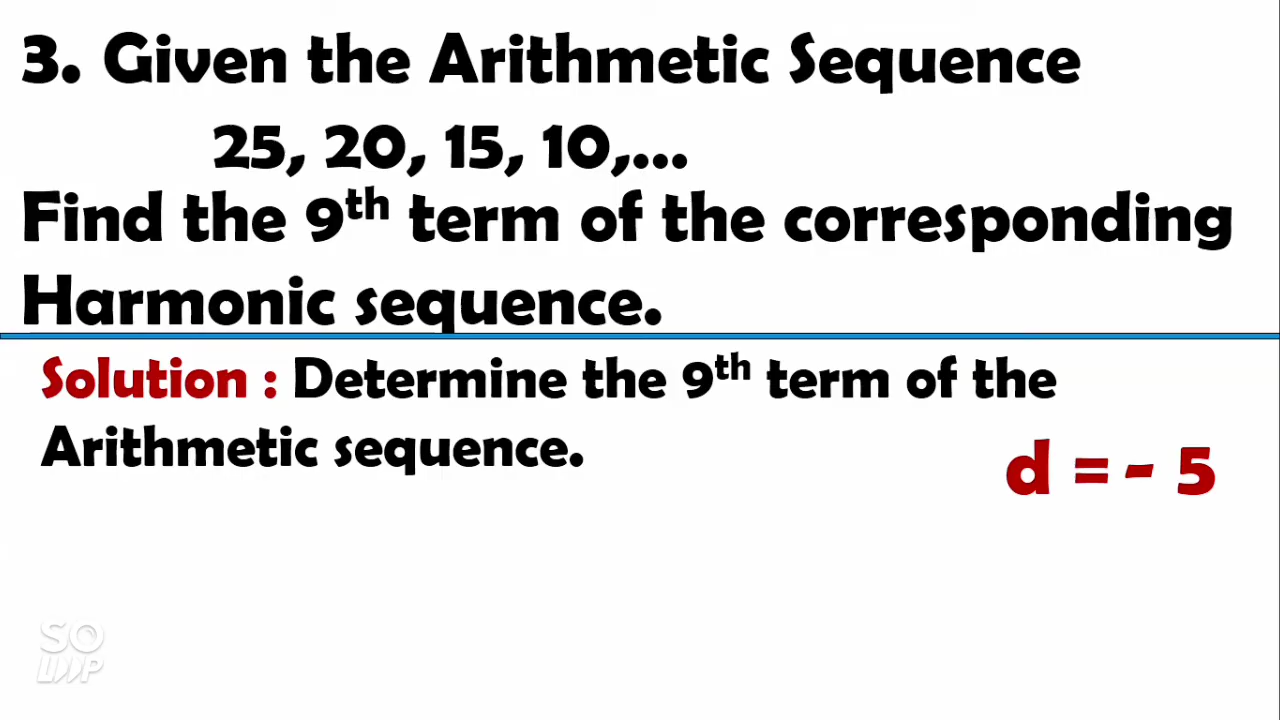 3. Given the Arithmetic Sequence
25, 20, 15, 10,...
Find the 9th term of the corresponding
Harmonic sequence.
Solution : Determine the 9th term of the
Arithmetic sequence.
d = - 5
SO